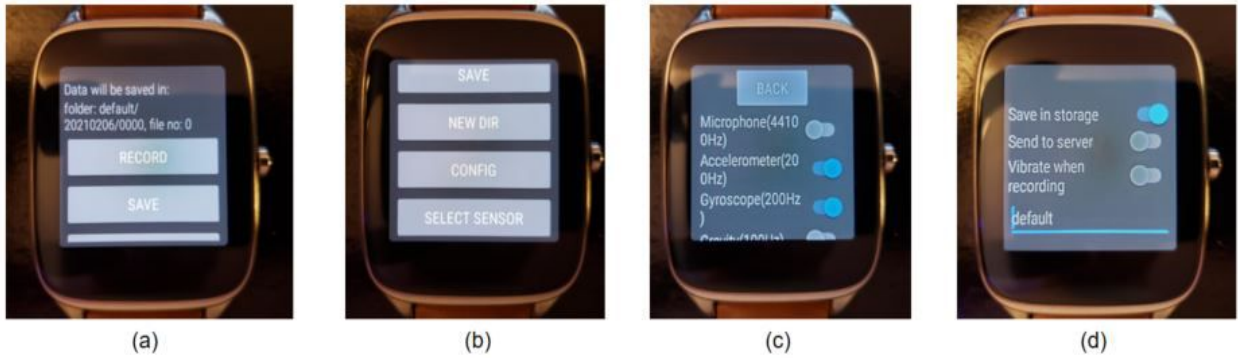 Data will be saved in:
folder: default/
20210206/0000, file no: 0
RECORD
SAVE
(a)
SAVE
NEW DIR
CONFIG
SELECT SENSOR
(b)
BACK
Microphone(4410
0Hz)
Accelerometer(20
0Hz)
Gyroscope(200Hz
)
Gravity(100Hz)
(c)
Save in storage
Send to server
Vibrate when
recording
default
(d)